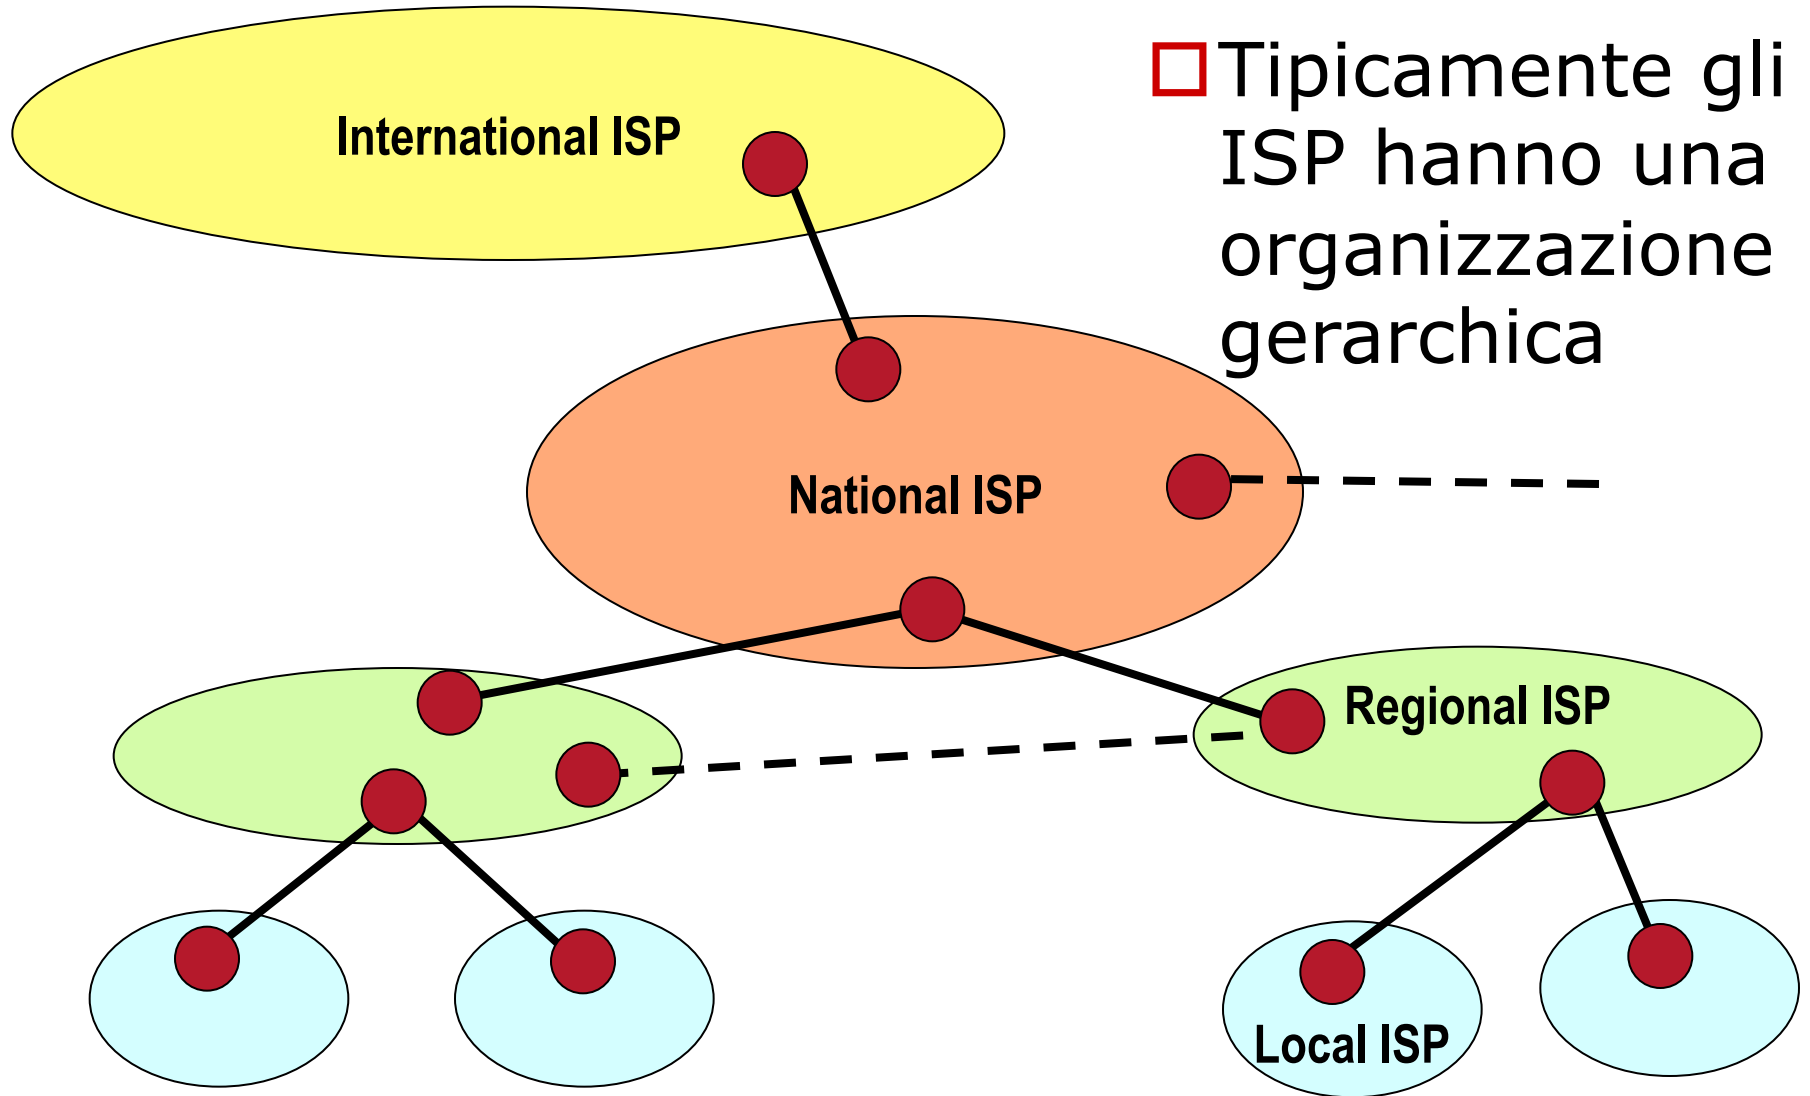 Tipicamente gli
ISP hanno una
organizzazione
gerarchica
International ISP
National ISP
Regional ISP
Local ISP